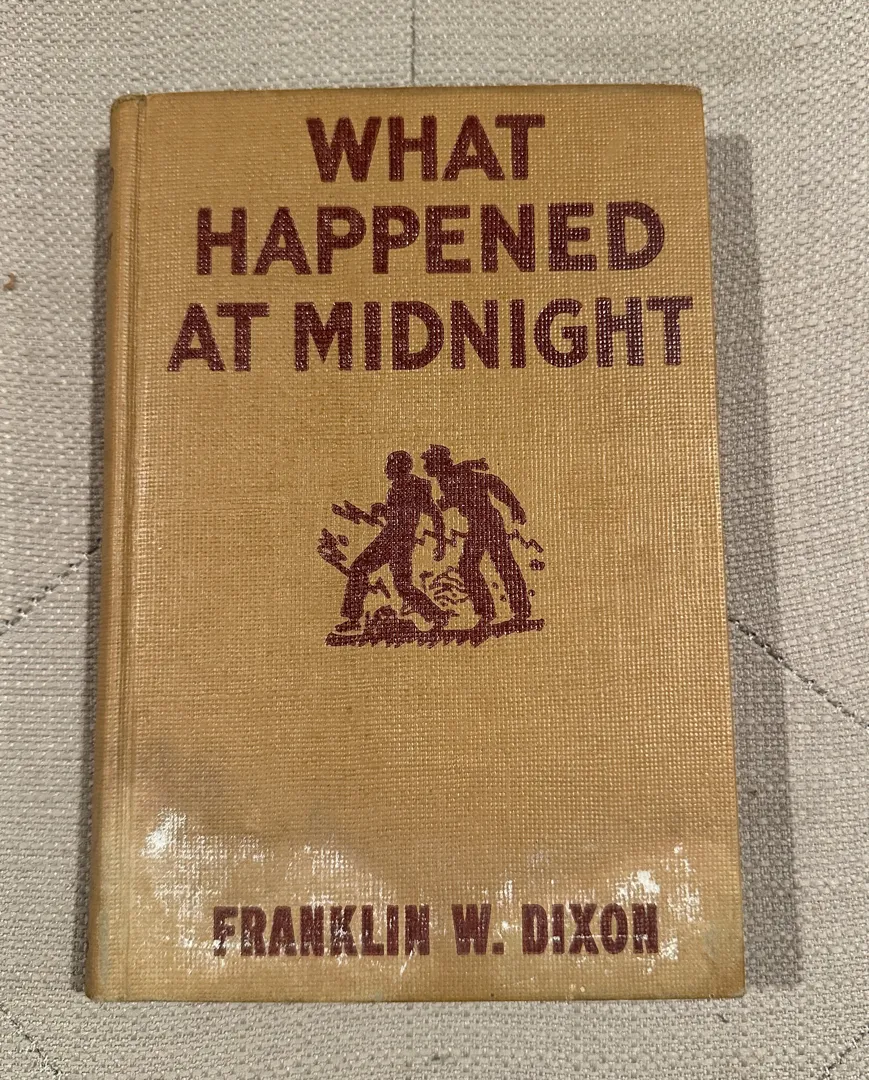 WHAT
HAPPENED
AT MIDNIGHT
FRANKLIN W. DIXON